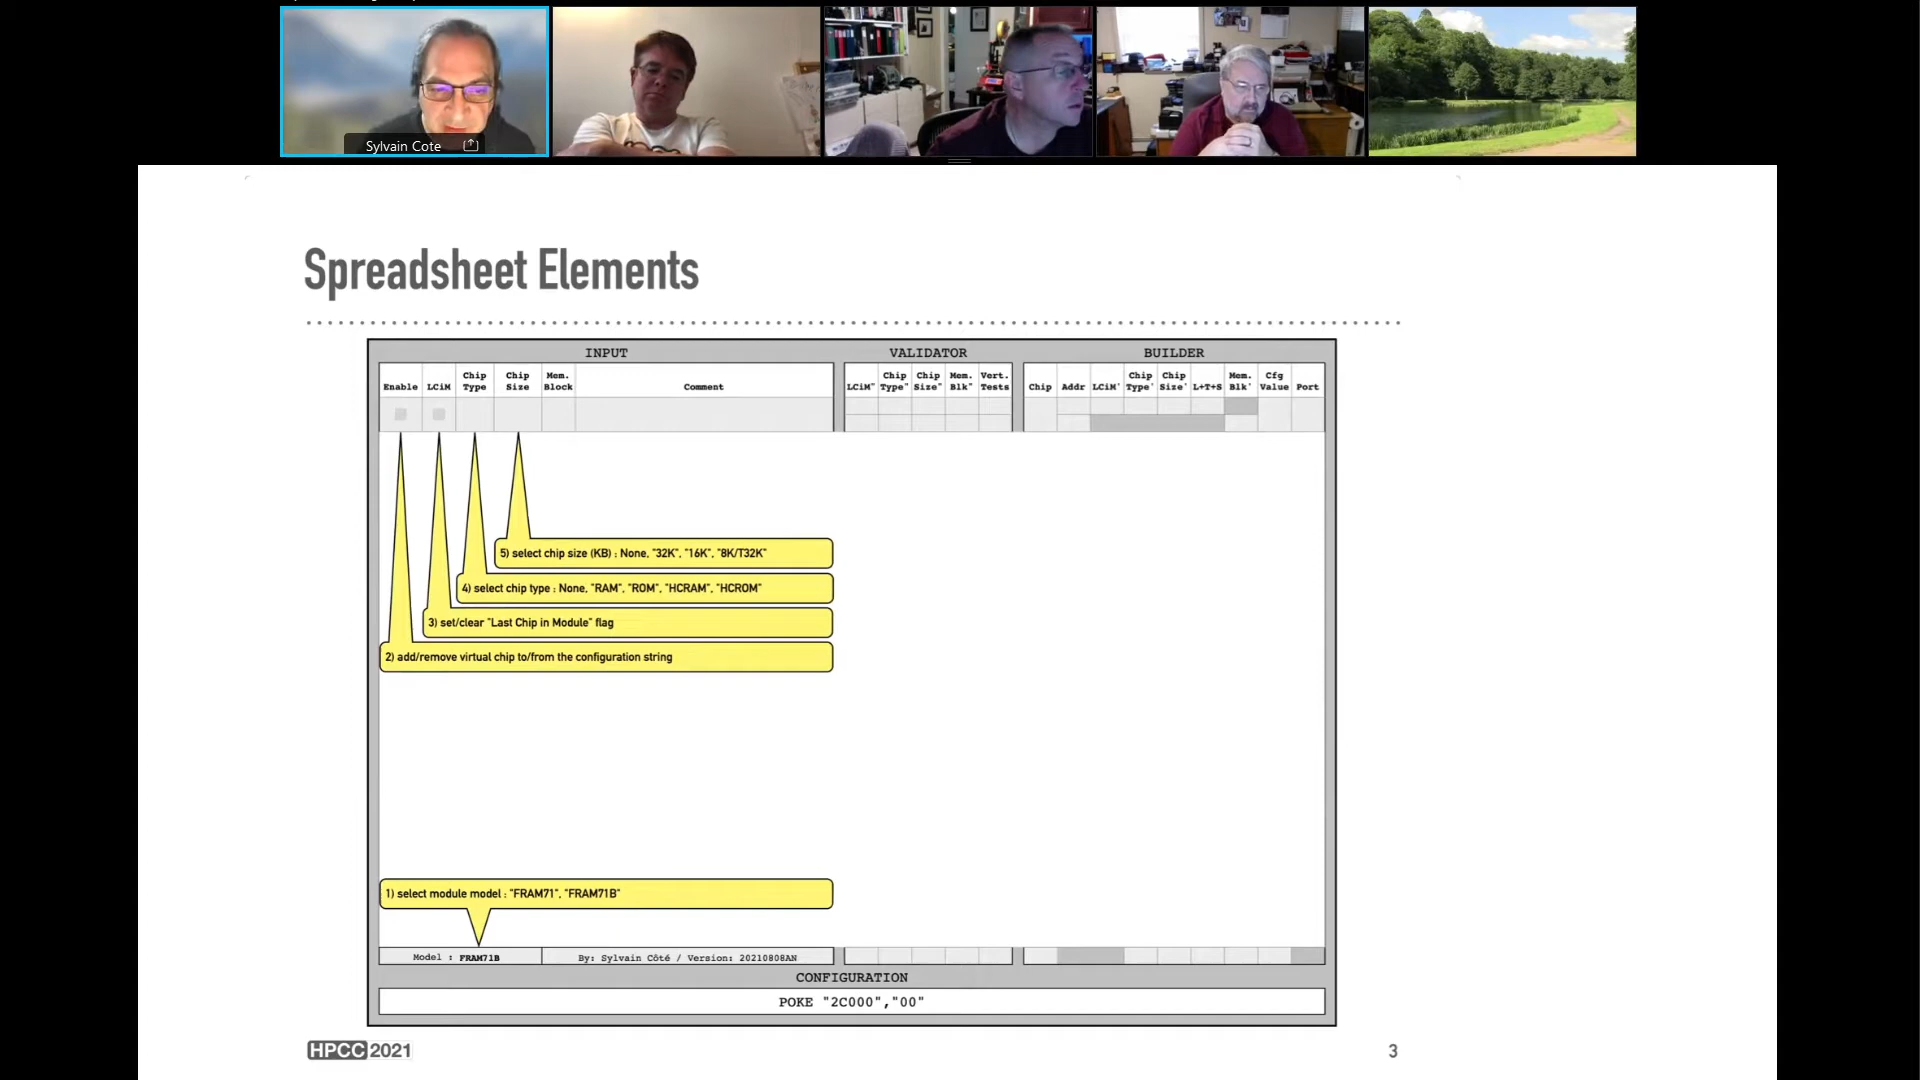 Sylvain Cote
Spreadsheet Elements
INPUT
VALIDATOR
BUILDER
Enable LCiM Chip Type Chip Size Mem. Block Comment
LCiM" Chip Type" Chip Size" Mem. Blk" Vert. Tests
Chip Addr LCiM' Chip Type' Chip Size' L+T+S Mem. Blk' Cfg Value Port
5) select chip size (KB) : None, "32K", "16K", "8K/T32K"
4) select chip type : None, "RAM", "ROM", "HCRAM", "HCROM"
3) set/clear "Last Chip in Module" flag
2) add/remove virtual chip to/from the configuration string
1) select module model : "FRAM71", "FRAM71B"
Model : FRAM71B
By: Sylvain Côté / Version: 20210808AN
CONFIGURATION
POKE "2C000","00"
HPCC 2021
3